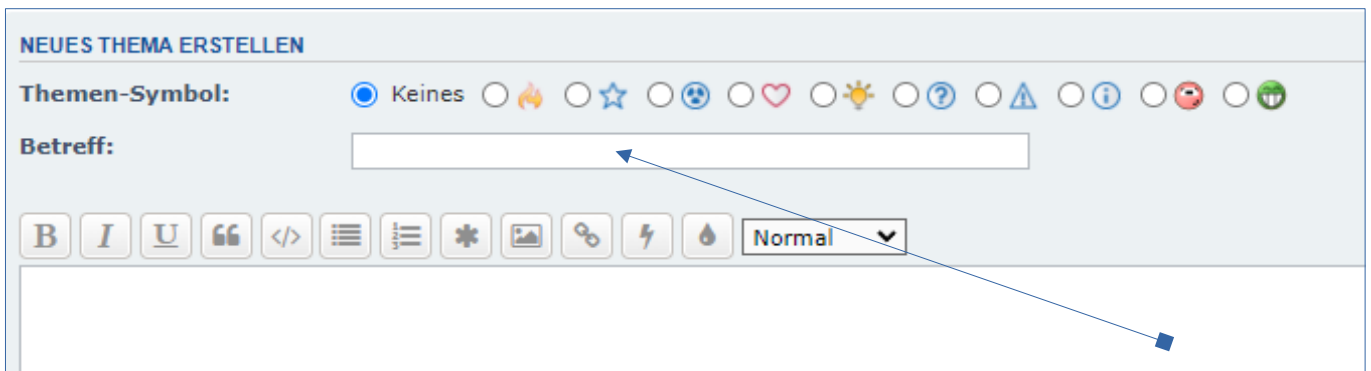 NEUES THEMA ERSTELLEN
Themen-Symbol: Keines
Betreff:
B I U Normal